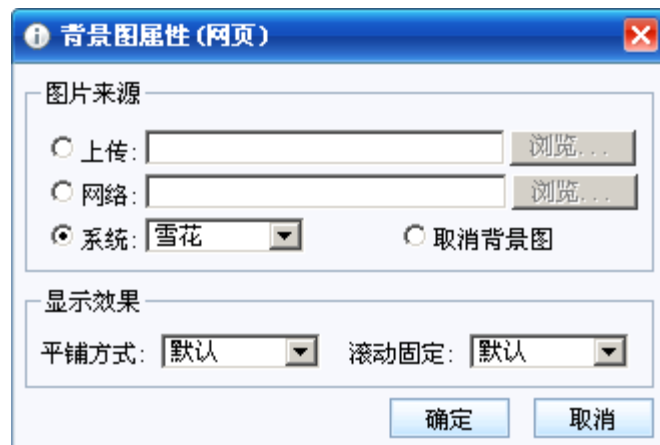 背景图属性(网页)
图片来源
上传: 浏览...
网络: 浏览...
系统: 雪花 取消背景图
显示效果
平铺方式: 默认 滚动固定: 默认
确定 取消